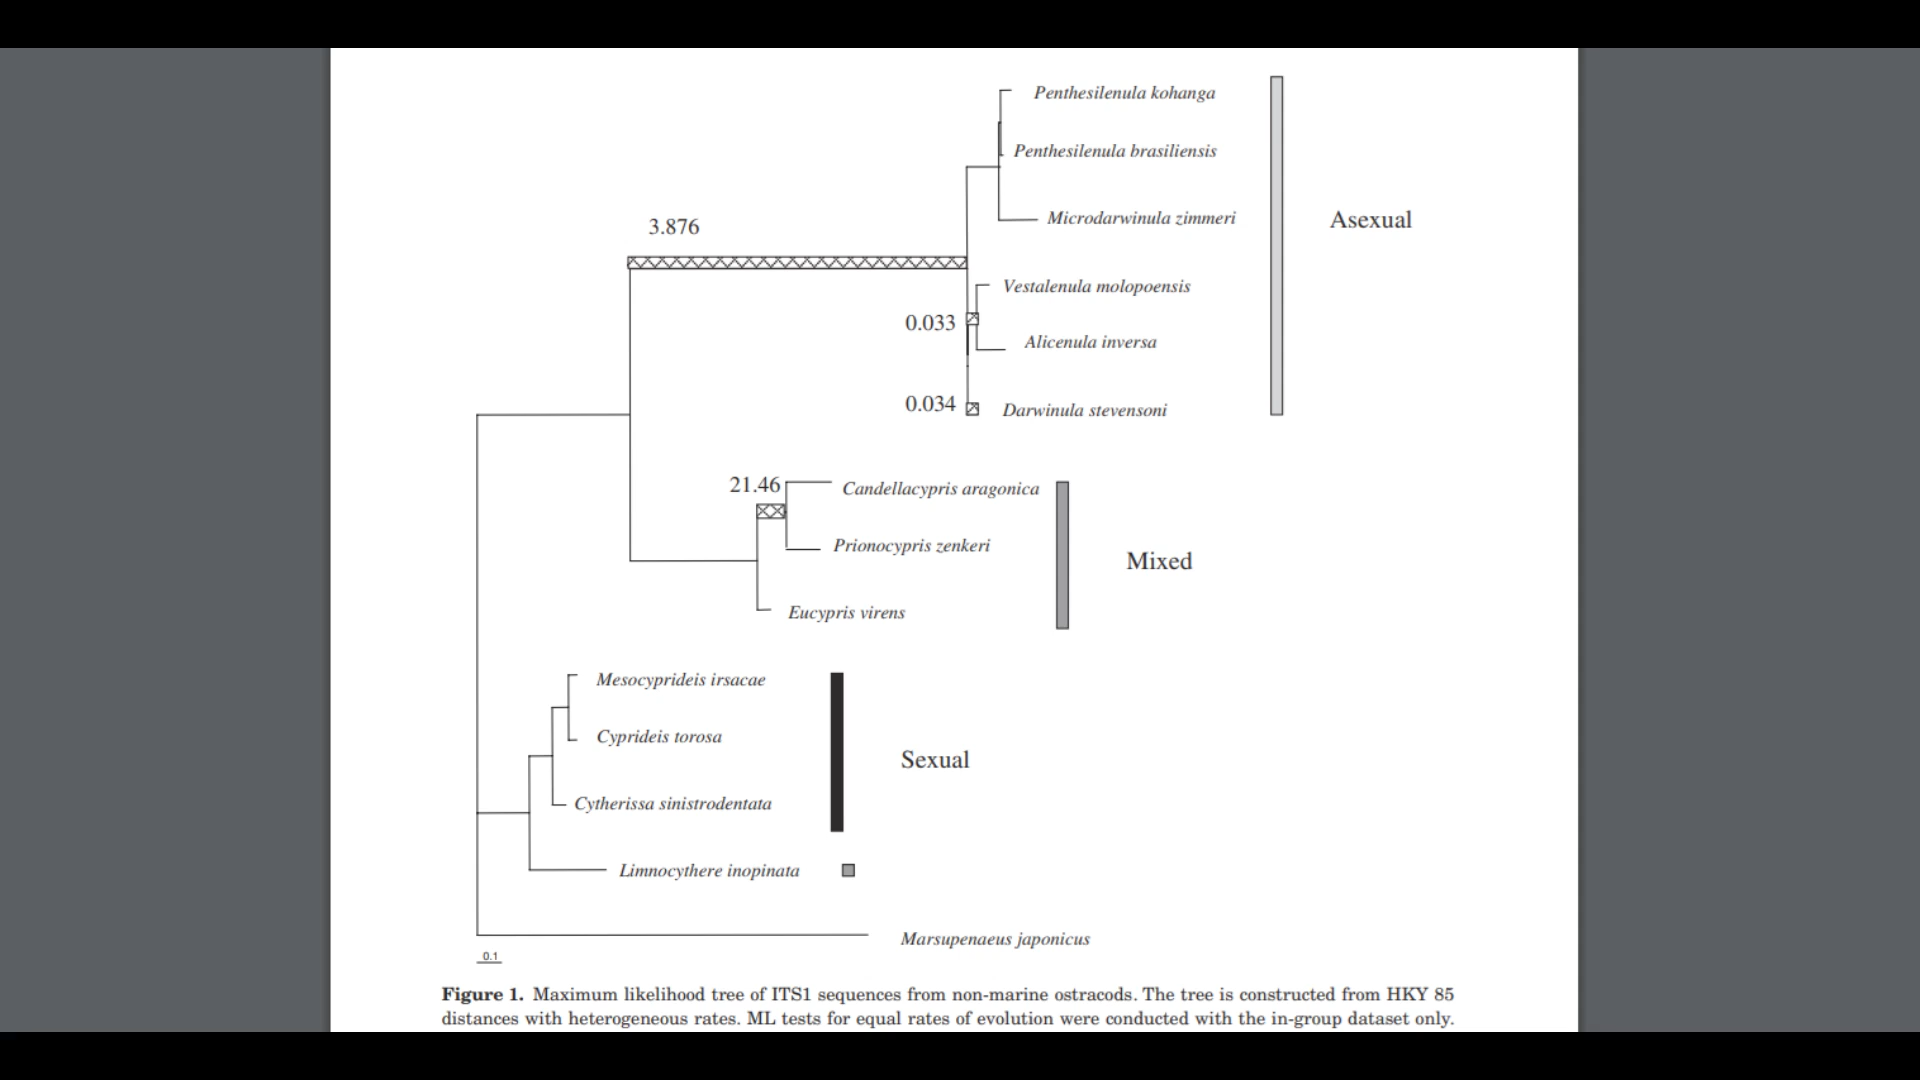 Penthesilenula kohanga
Penthesilenula brasiliensis
Asexual
Microdarwinula zimmeri
3.876
Vestalenula molopoensis
0.033
Alicenula inversa
0.034
Darwinula stevensoni
21.46
Candellacypris aragonica
Prionocypris zenkeri
Mixed
Eucypris virens
Mesocyprideis irsacae
Cyprideis torosa
Sexual
Cytherissa sinistrodentata
Limnocythere inopinata
Marsupenaeus japonicus
0.1
Figure 1. Maximum likelihood tree of ITS1 sequences from non-marine ostracods. The tree is constructed from HKY 85
distances with heterogeneous rates. ML tests for equal rates of evolution were conducted with the in-group dataset only.